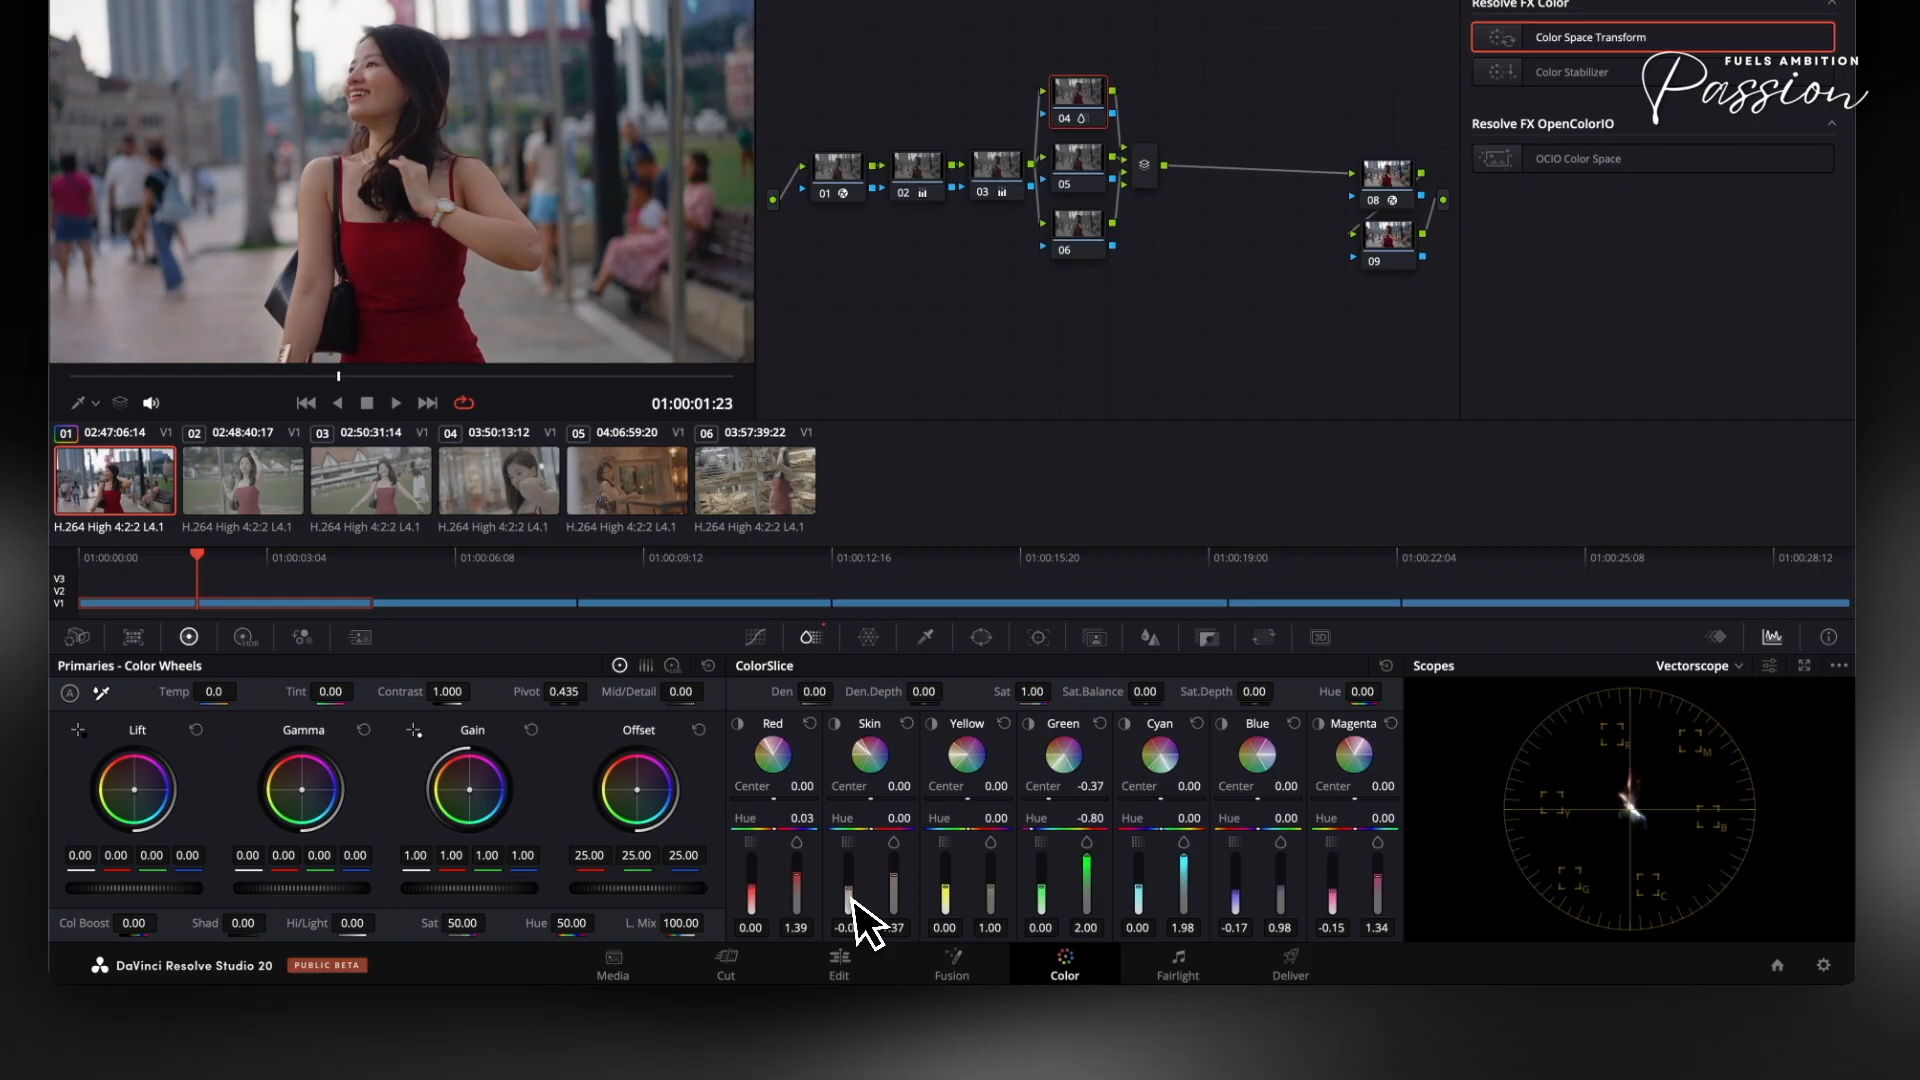 Resolve FX Color
Color Space Transform
Color Stabilizer
FUELS AMBITION
Passion
Resolve FX OpenColorIO
OCIO Color Space
04
01
02
03
05
06
08
09
01:00:01:23
01 02:47:06:14 V1 02 02:48:40:17 V1 03 02:50:31:14 V1 04 03:50:13:12 V1 05 04:06:59:20 V1 06 03:57:39:22 V1
H.264 High 4:2:2 L4.1 H.264 High 4:2:2 L4.1 H.264 High 4:2:2 L4.1 H.264 High 4:2:2 L4.1 H.264 High 4:2:2 L4.1 H.264 High 4:2:2 L4.1
01:00:00:00 01:00:03:04 01:00:06:08 01:00:09:12 01:00:12:16 01:00:15:20 01:00:19:00 01:00:22:04 01:00:25:08 01:00:28:12
V3
V2
V1
HDR
3D
Primaries - Color Wheels
ColorSlice
Scopes
Vectorscope
A Temp 0.0 Tint 0.00 Contrast 1.000 Pivot 0.435 Mid/Detail 0.00
Den 0.00 Den.Depth 0.00 Sat 1.00 Sat.Balance 0.00 Sat.Depth 0.00 Hue 0.00
Lift Gamma Gain Offset
Red Skin Yellow Green Cyan Blue Magenta
Center 0.00 Center 0.00 Center 0.00 Center -0.37 Center 0.00 Center 0.00 Center 0.00
Hue 0.03 Hue 0.00 Hue 0.00 Hue -0.80 Hue 0.00 Hue 0.00 Hue 0.00
0.00 0.00 0.00 0.00 0.00 0.00 0.00 0.00 1.00 1.00 1.00 1.00 25.00 25.00 25.00
0.00 1.39 0.00 1.00 0.00 2.00 0.00 1.98 -0.17 0.98 -0.15 1.34
Col Boost 0.00 Shad 0.00 Hi/Light 0.00 Sat 50.00 Hue 50.00 L. Mix 100.00
R
M
Y
B
G
C
DaVinci Resolve Studio 20 PUBLIC BETA
Media Cut Edit Fusion Color Fairlight Deliver